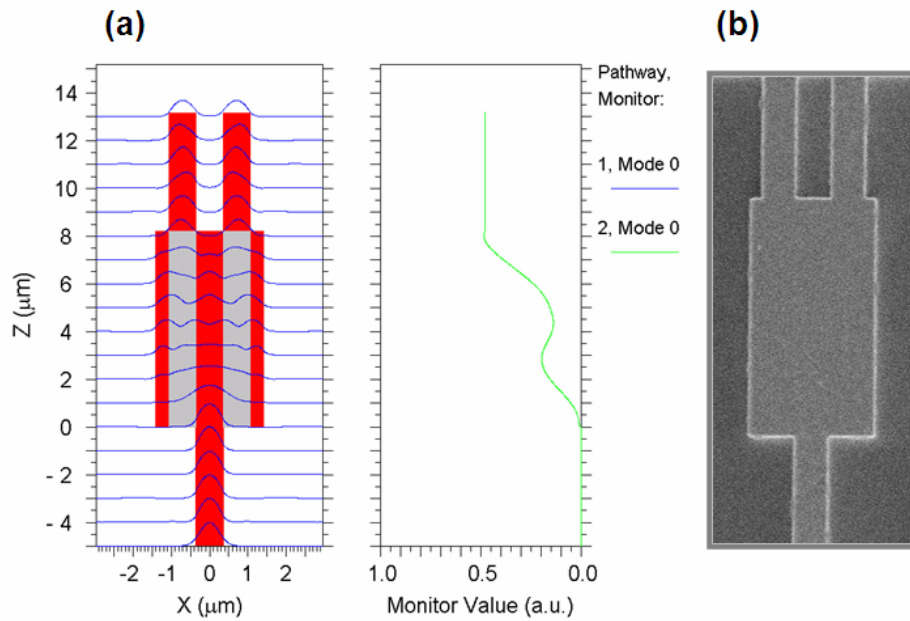 (a)
(b)
14
12
10
8
6
4
2
0
- 2
- 4
Z (μm)
-2 -1 0 1 2
X (μm)
1.0 0.5 0.0
Monitor Value (a.u.)
Pathway,
Monitor:
1, Mode 0
2, Mode 0